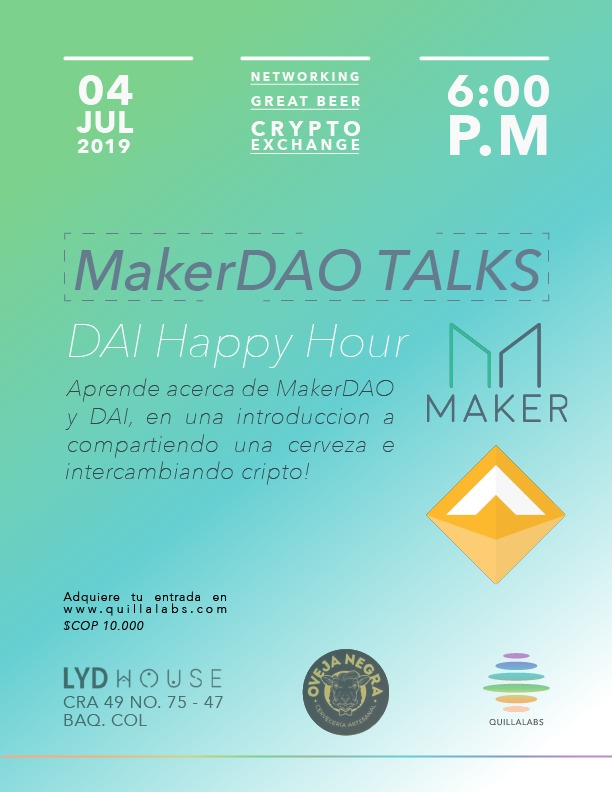 04
JUL
2019
NETWORKING
GREAT BEER
CRYPTO
EXCHANGE
6:00
P.M
MakerDAO TALKS
DAI Happy Hour
Aprende acerca de MakerDAO
y DAI, en una introduccion a
compartiendo una cerveza e
intercambiando cripto!
MAKER
Adquiere tu entrada en
www.quillalabs.com
$COP 10.000
LYD HOUSE
CRA 49 NO. 75 - 47
BAQ. COL
OVEJA NEGRA
CERVECERÍA ARTESANAL
QUILLALABS